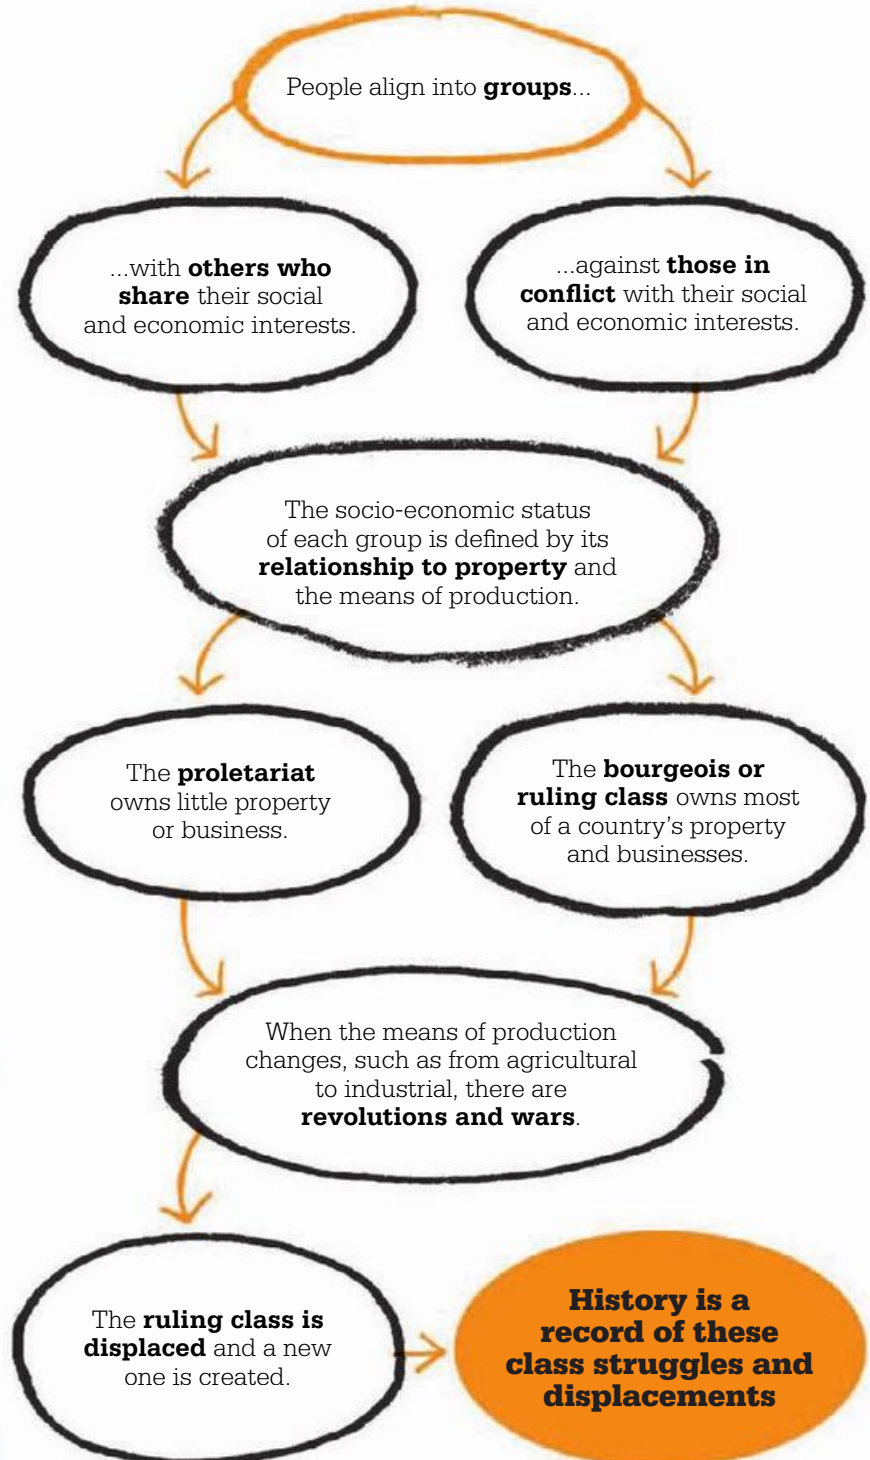 People align into groups...
...with others who
share their social
and economic interests.
...against those in
conflict with their social
and economic interests.
The socio-economic status
of each group is defined by its
relationship to property and
the means of production.
The proletariat
owns little property
or business.
The bourgeois or
ruling class owns most
of a country's property
and businesses.
When the means of production
changes, such as from agricultural
to industrial, there are
revolutions and wars.
The ruling class is
displaced and a new
one is created.
History is a
record of these
class struggles and
displacements